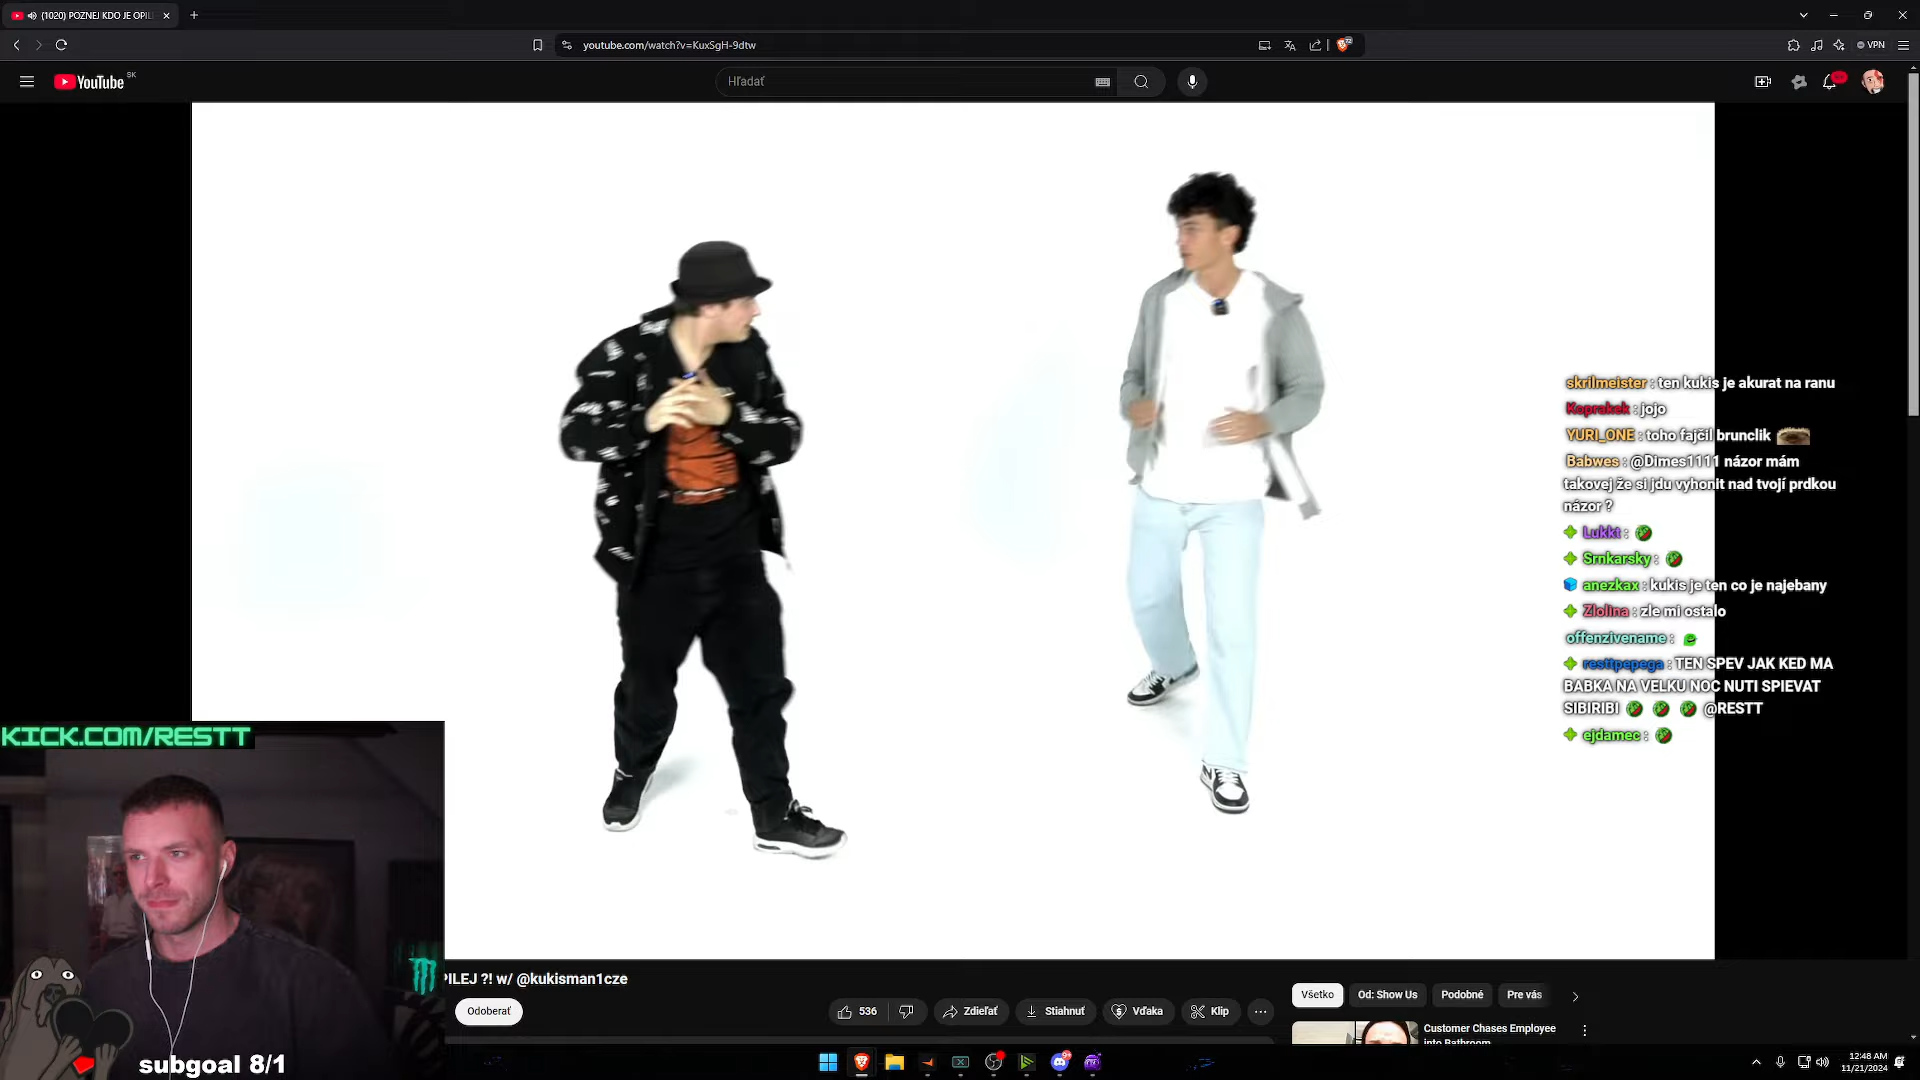 (1020) POZNEJ KDO JE OPIL
youtube.com/watch?v=KuxSgH-9dtw
VPN
YouTube SK
Hľadať
skrilmeister : ten kukis je akurat na ranu
Koprakek : jojo
YURI_ONE : toho fajčil brunclik
Babwes : @Dimes1111 názor mám
takovej že si jdu vyhonit nad tvojí prdkou
názor ?
Lukkt :
Srnkarsky :
anezkax : kukis je ten co je najebany
Zlolina : zle mi ostalo
offenzivename :
resttpepega : TEN SPEV JAK KED MA
BABKA NA VELKU NOC NUTI SPIEVAT
SIBIRIBI @RESTT
ejdamec :
KICK.COM/RESTT
PILEJ ?! w/ @kukisman1cze
Odoberať
536
Zdieľať
Stiahnuť
Vďaka
Klip
Všetko
Od: Show Us
Podobné
Pre vás
Customer Chases Employee
into Bathroom
subgoal 8/1
12:48 AM
11/21/2024